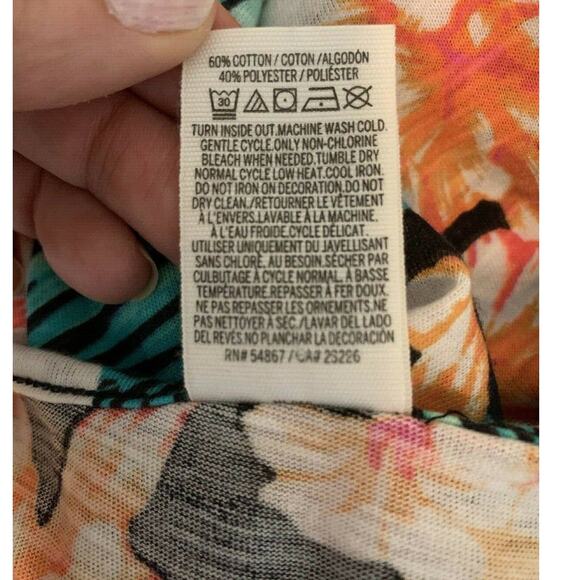 60% COTTON / COTON / ALGODÓN
40% POLYESTER / POLIÉSTER
30
TURN INSIDE OUT.MACHINE WASH COLD.
GENTLE CYCLE.ONLY NON-CHLORINE
BLEACH WHEN NEEDED.TUMBLE DRY
NORMAL CYCLE LOW HEAT.COOL IRON.
DO NOT IRON ON DECORATION.DO NOT
DRY CLEAN./RETOURNER LE VÊTEMENT
À L'ENVERS.LAVABLE À LA MACHINE.
À L'EAU FROIDE.CYCLE DÉLICAT.
UTILISER UNIQUEMENT DU JAVELLISANT
SANS CHLORE, AU BESOIN.SÉCHER PAR
CULBUTAGE À CYCLE NORMAL, À BASSE
TEMPÉRATURE.REPASSER À FER DOUX.
NE PAS REPASSER LES ORNEMENTS.NE
PAS NETTOYER À SEC./LAVAR DEL LADO
DEL REVÉS.NO PLANCHAR LA DECORACIÓN
RN# 54867 / CA# 26226